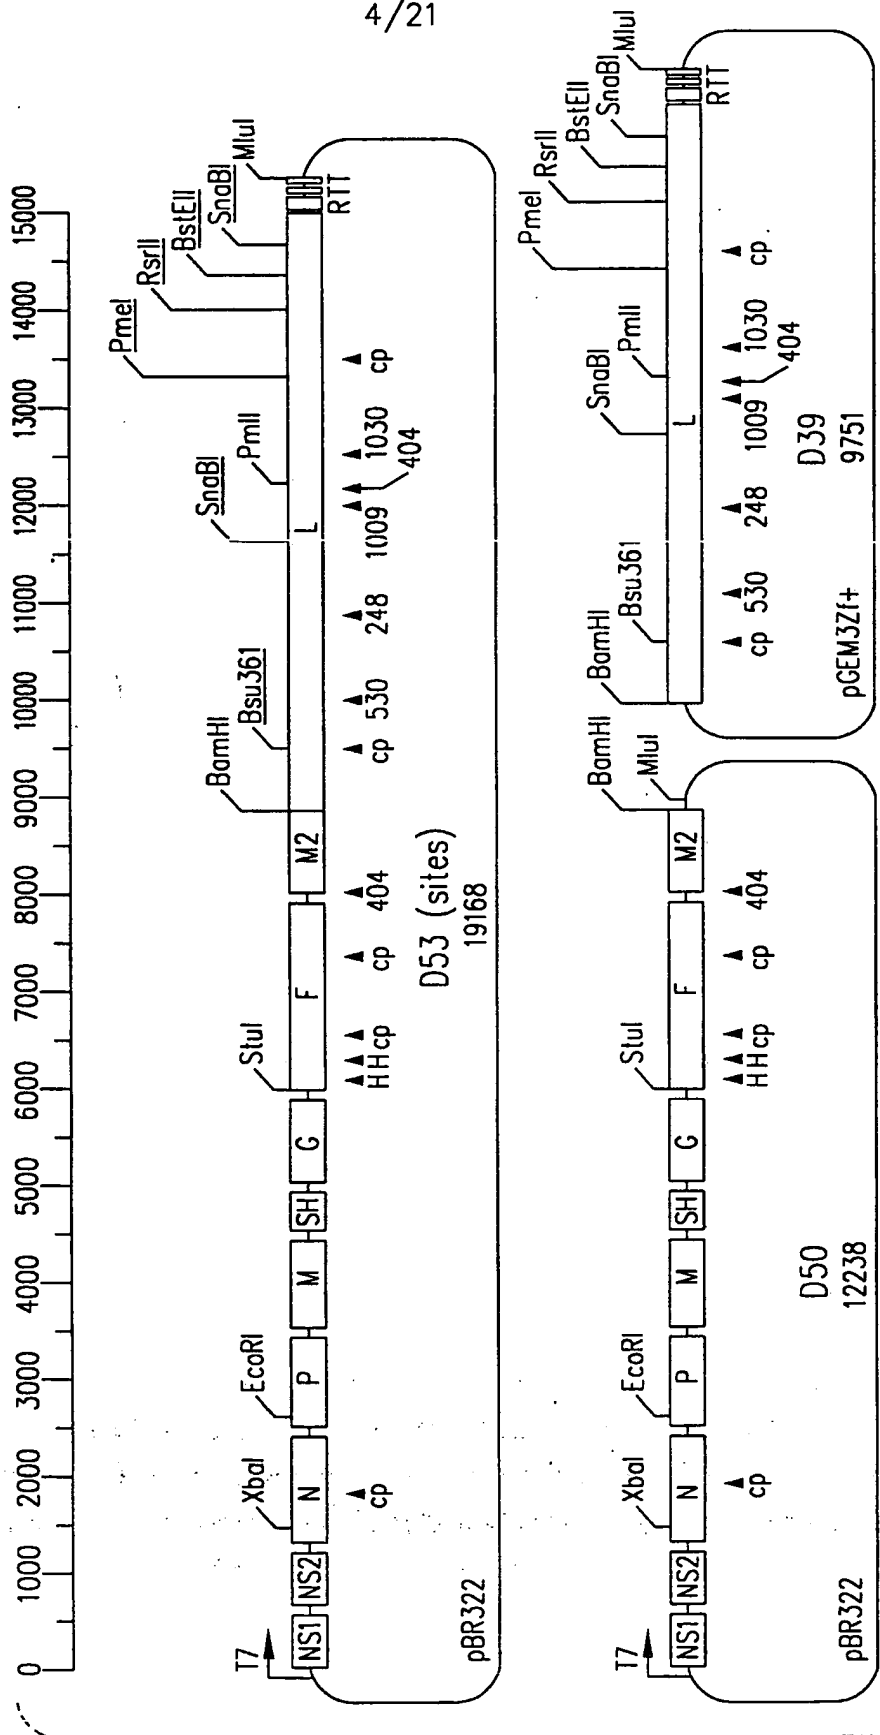 4/21
0 1000 2000 3000 4000 5000 6000 7000 8000 9000 10000 11000 12000 13000 14000 15000
T7
XbaI
EcoRI
StuI
BamHI
Bsu361
SnaBI
PmlI
PmeI
RsrII
BstEII
SnaBI
MluI
NS1 NS2 N P M SH G F M2 L RTT
cp HHcp cp 404 cp 530 248 1009 404 1030 cp
D53 (sites)
19168
pBR322
T7
XbaI
EcoRI
StuI
BamHI
MluI
NS1 NS2 N P M SH G F M2
cp HHcp cp 404
D50
12238
pBR322
BamHI
Bsu361
SnaBI
PmlI
PmeI
RsrII
BstEII
SnaBI
MluI
L RTT
cp 530 248 1009 404 1030 cp
D39
9751
pGEM3Zf+